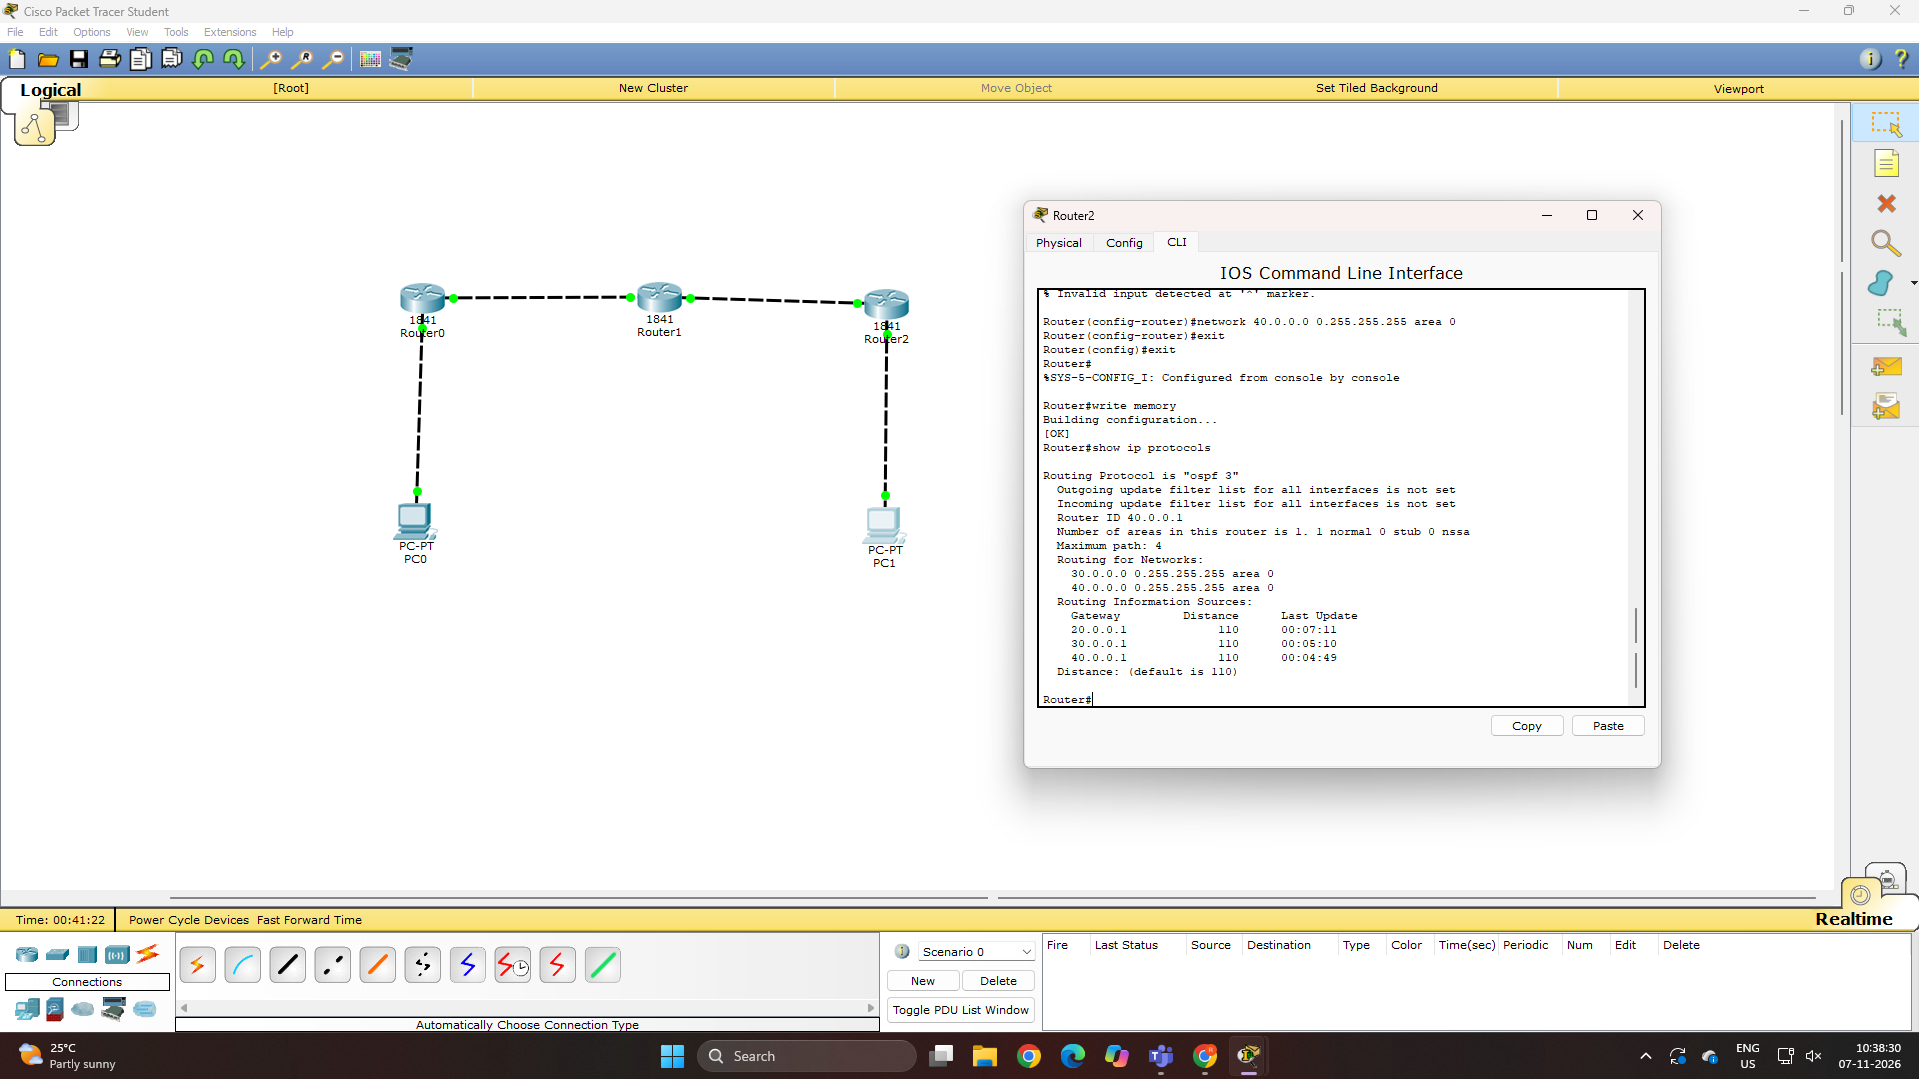 Cisco Packet Tracer Student
File Edit Options View Tools Extensions Help
Logical [Root] New Cluster Move Object Set Tiled Background Viewport
1841
Router0
1841
Router1
1841
Router2
PC-PT
PC0
PC-PT
PC1
Router2
Physical Config CLI
IOS Command Line Interface
% Invalid input detected at '^' marker.
Router(config-router)#network 40.0.0.0 0.255.255.255 area 0
Router(config-router)#exit
Router(config)#exit
Router#
%SYS-5-CONFIG_I: Configured from console by console
Router#write memory
Building configuration...
[OK]
Router#show ip protocols
Routing Protocol is "ospf 3"
Outgoing update filter list for all interfaces is not set
Incoming update filter list for all interfaces is not set
Router ID 40.0.0.1
Number of areas in this router is 1. 1 normal 0 stub 0 nssa
Maximum path: 4
Routing for Networks:
30.0.0.0 0.255.255.255 area 0
40.0.0.0 0.255.255.255 area 0
Routing Information Sources:
Gateway Distance Last Update
20.0.0.1 110 00:07:11
30.0.0.1 110 00:05:10
40.0.0.1 110 00:04:49
Distance: (default is 110)
Router#
Copy Paste
Time: 00:41:22 Power Cycle Devices Fast Forward Time
Realtime
Connections
Automatically Choose Connection Type
Scenario 0
New Delete
Toggle PDU List Window
Fire Last Status Source Destination Type Color Time(sec) Periodic Num Edit Delete
25°C
Partly sunny
Search
ENG
US
10:38:30
07-11-2026